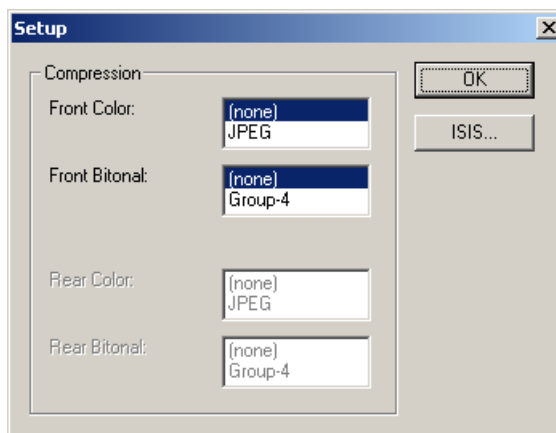 Setup
Compression
OK
Front Color:
(none)
JPEG
ISIS...
Front Bitonal:
(none)
Group-4
Rear Color:
(none)
JPEG
Rear Bitonal:
(none)
Group-4